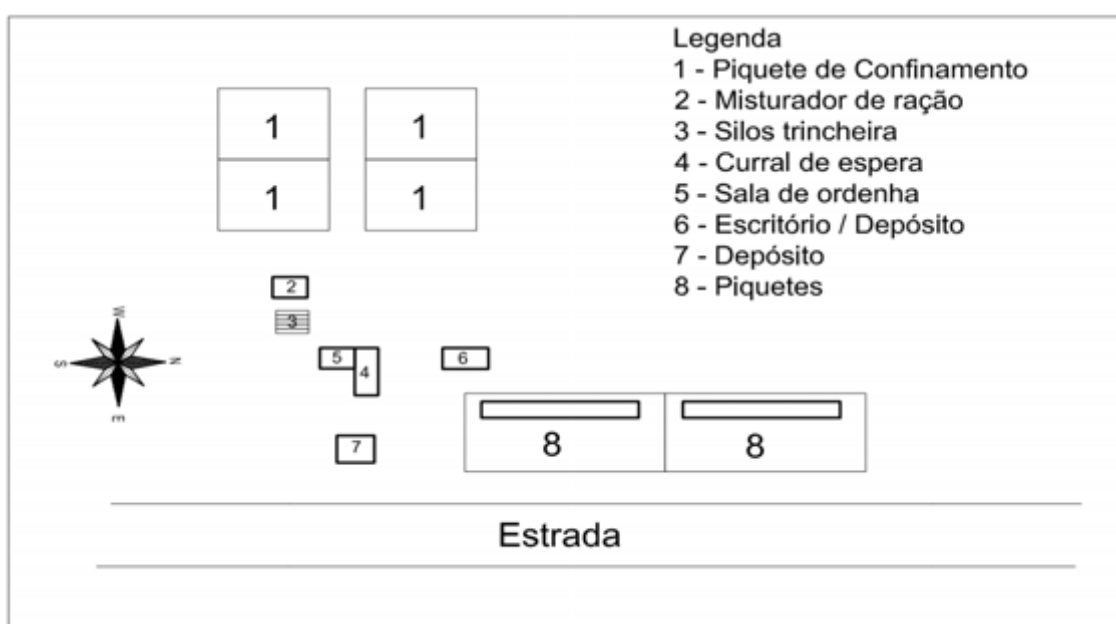 Legenda
1 - Piquete de Confinamento
2 - Misturador de ração
3 - Silos trincheira
4 - Curral de espera
5 - Sala de ordenha
6 - Escritório / Depósito
7 - Depósito
8 - Piquetes
1 1
1 1
2
3
W
S N
E
5 4 6
7 8 8
Estrada